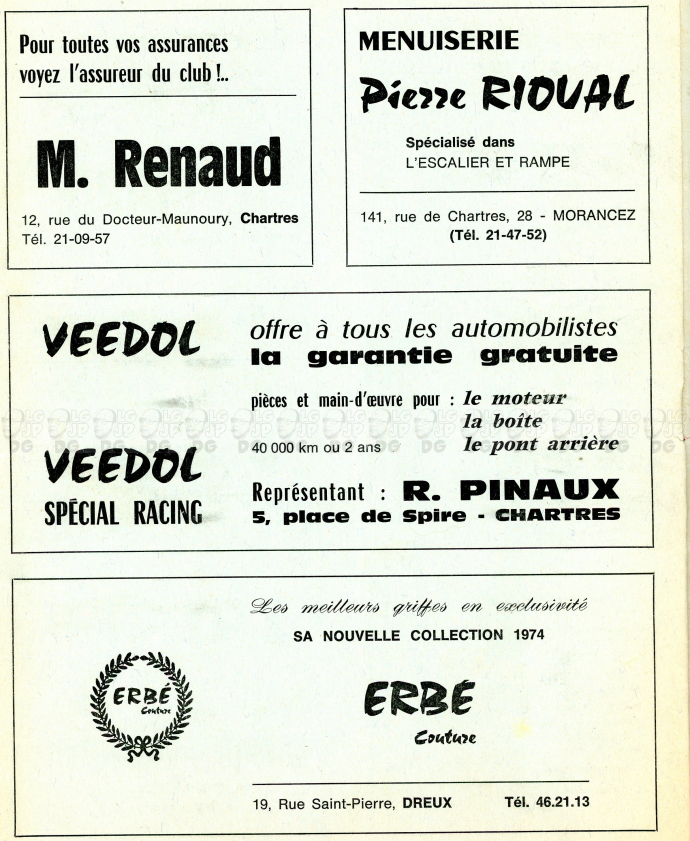 Pour toutes vos assurances
voyez l'assureur du club !..
M. Renaud
12, rue du Docteur-Maunoury, Chartres
Tél. 21-09-57
MENUISERIE
Pierre RIOUAL
Spécialisé dans
L'ESCALIER ET RAMPE
141, rue de Chartres, 28 - MORANCEZ
(Tél. 21-47-52)
VEEDOL
VEEDOL
SPÉCIAL RACING
offre à tous les automobilistes
la garantie gratuite
pièces et main-d'œuvre pour : le moteur
la boîte
40 000 km ou 2 ans le pont arrière
Représentant : R. PINAUX
5, place de Spire - CHARTRES
Les meilleurs griffes en exclusivité
SA NOUVELLE COLLECTION 1974
ERBÉ
Couture
ERBÉ
Couture
19, Rue Saint-Pierre, DREUX Tél. 46.21.13